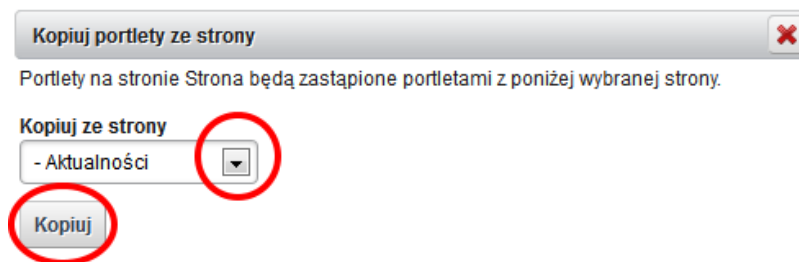 Kopiuj portlety ze strony
Portlety na stronie Strona będą zastąpione portletami z poniżej wybranej strony.
Kopiuj ze strony
- Aktualności
Kopiuj